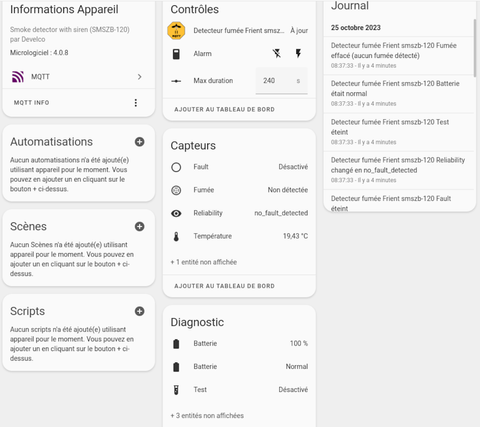 Informations Appareil
Smoke detector with siren (SMSZB-120)
par Develco
Micrologiciel : 4.0.8
MQTT
MQTT INFO
Automatisations
Aucun automatisations n'a été ajouté(e) utilisant
appareil pour le moment. Vous pouvez
en ajouter un en cliquant sur le
bouton + ci-dessus.
Scènes
Aucun Scènes n'a été ajouté(e) utilisant
appareil pour le moment. Vous pouvez
en ajouter un en cliquant sur le bouton + ci-
dessus.
Scripts
Aucun scripts n'a été ajouté(e) utilisant
appareil pour le moment. Vous pouvez
en ajouter un en cliquant sur le bouton + ci-
dessus.
Contrôles
Detecteur fumée Frient smsz... À jour
Alarm
Max duration 240 s
AJOUTER AU TABLEAU DE BORD
Capteurs
Fault Désactivé
Fumée Non détectée
Reliability no_fault_detected
Température 19,43 °C
+ 1 entité non affichée
AJOUTER AU TABLEAU DE BORD
Diagnostic
Batterie 100 %
Batterie Normal
Test Désactivé
+ 3 entités non affichées
Journal
25 octobre 2023
Detecteur fumée Frient smszb-120 Fumée
effacé (aucun fumée détecté)
08:37:33 - Il y a 4 minutes
Detecteur fumée Frient smszb-120 Batterie
était normal
08:37:33 - Il y a 4 minutes
Detecteur fumée Frient smszb-120 Test
éteint
08:37:33 - Il y a 4 minutes
Detecteur fumée Frient smszb-120 Reliability
changé en no_fault_detected
08:37:33 - Il y a 4 minutes
Detecteur fumée Frient smszb-120 Fault
éteint